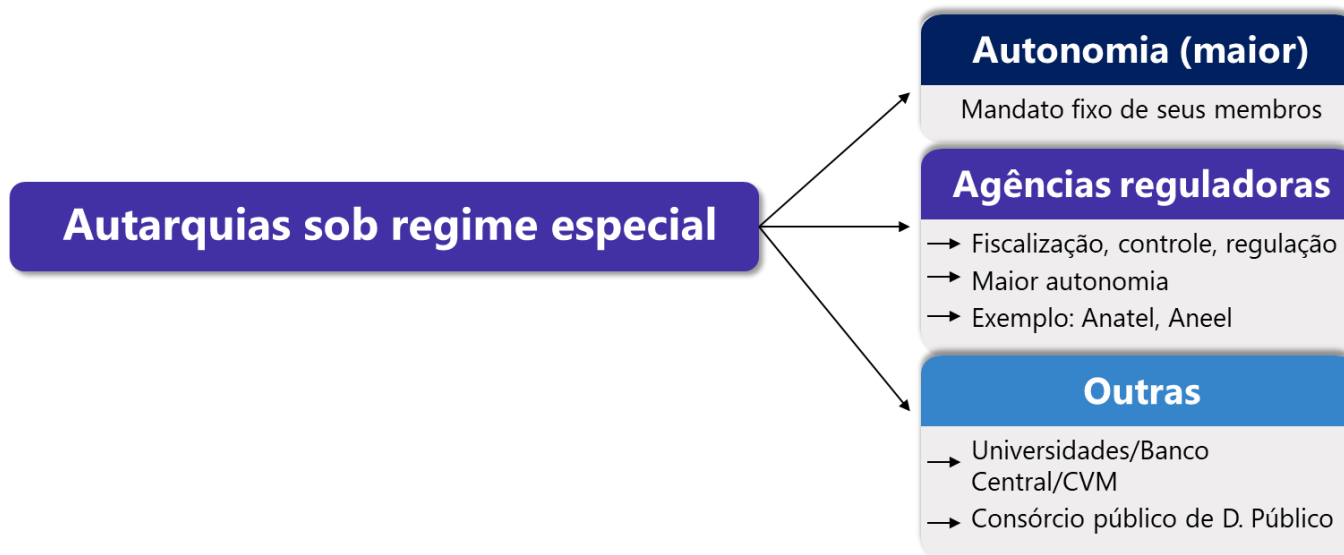 Autarquias sob regime especial
Autonomia (maior)
Mandato fixo de seus membros
Agências reguladoras
Fiscalização, controle, regulação
Maior autonomia
Exemplo: Anatel, Aneel
Outras
Universidades/Banco
Central/CVM
Consórcio público de D. Público